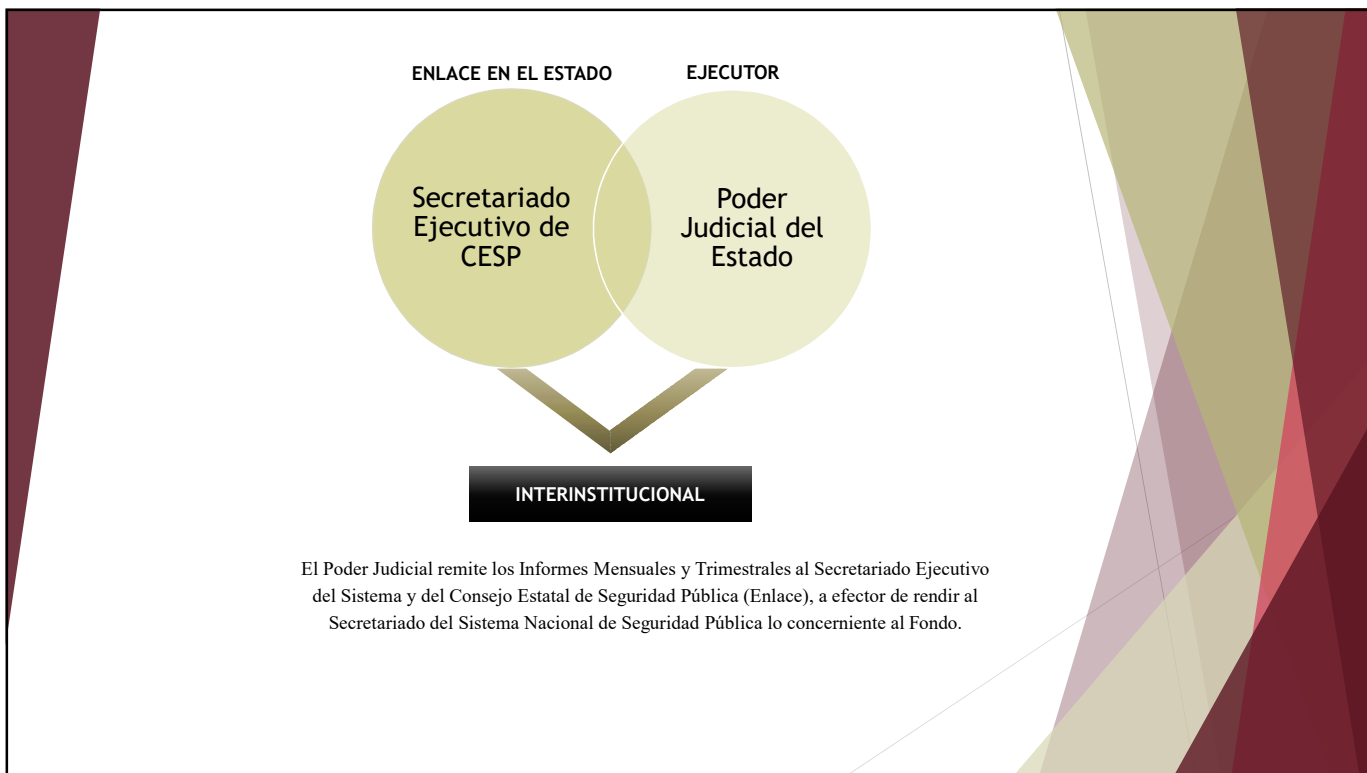 ENLACE EN EL ESTADO
EJECUTOR
Secretariado
Ejecutivo de
CESP
Poder
Judicial del
Estado
INTERINSTITUCIONAL
El Poder Judicial remite los Informes Mensuales y Trimestrales al Secretariado Ejecutivo
del Sistema y del Consejo Estatal de Seguridad Pública (Enlace), a efector de rendir al
Secretariado del Sistema Nacional de Seguridad Pública lo concerniente al Fondo.